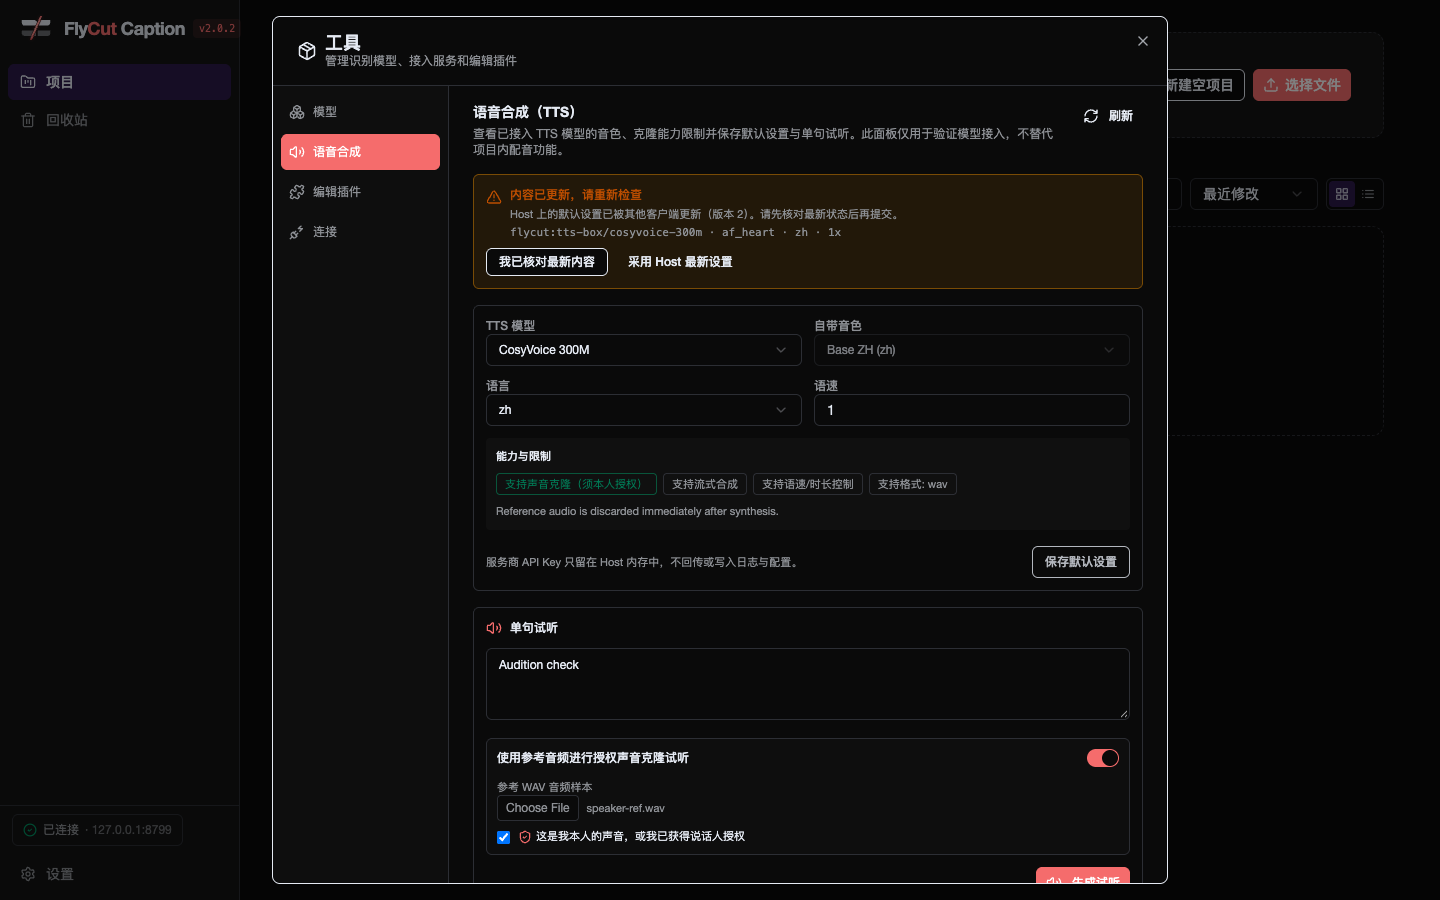 FlyCut Caption v2.0.2
项目
回收站
已连接 · 127.0.0.1:8799
设置
新建空项目
选择文件
最近修改
工具
管理识别模型、接入服务和编辑插件
模型
语音合成
编辑插件
连接
语音合成（TTS）
刷新
查看已接入 TTS 模型的音色、克隆能力限制并保存默认设置与单句试听。此面板仅用于验证模型接入，不替代
项目内配音功能。
内容已更新，请重新检查
Host 上的默认设置已被其他客户端更新（版本 2）。请先核对最新状态后再提交。
flycut:tts-box/cosyvoice-300m · af_heart · zh · 1x
我已核对最新内容
采用 Host 最新设置
TTS 模型
自带音色
CosyVoice 300M
Base ZH (zh)
语言
语速
zh
1
能力与限制
支持声音克隆（须本人授权）
支持流式合成
支持语速/时长控制
支持格式: wav
Reference audio is discarded immediately after synthesis.
服务商 API Key 只留在 Host 内存中，不回传或写入日志与配置。
保存默认设置
单句试听
Audition check
使用参考音频进行授权声音克隆试听
参考 WAV 音频样本
Choose File speaker-ref.wav
这是我本人的声音，或我已获得说话人授权
生成试听